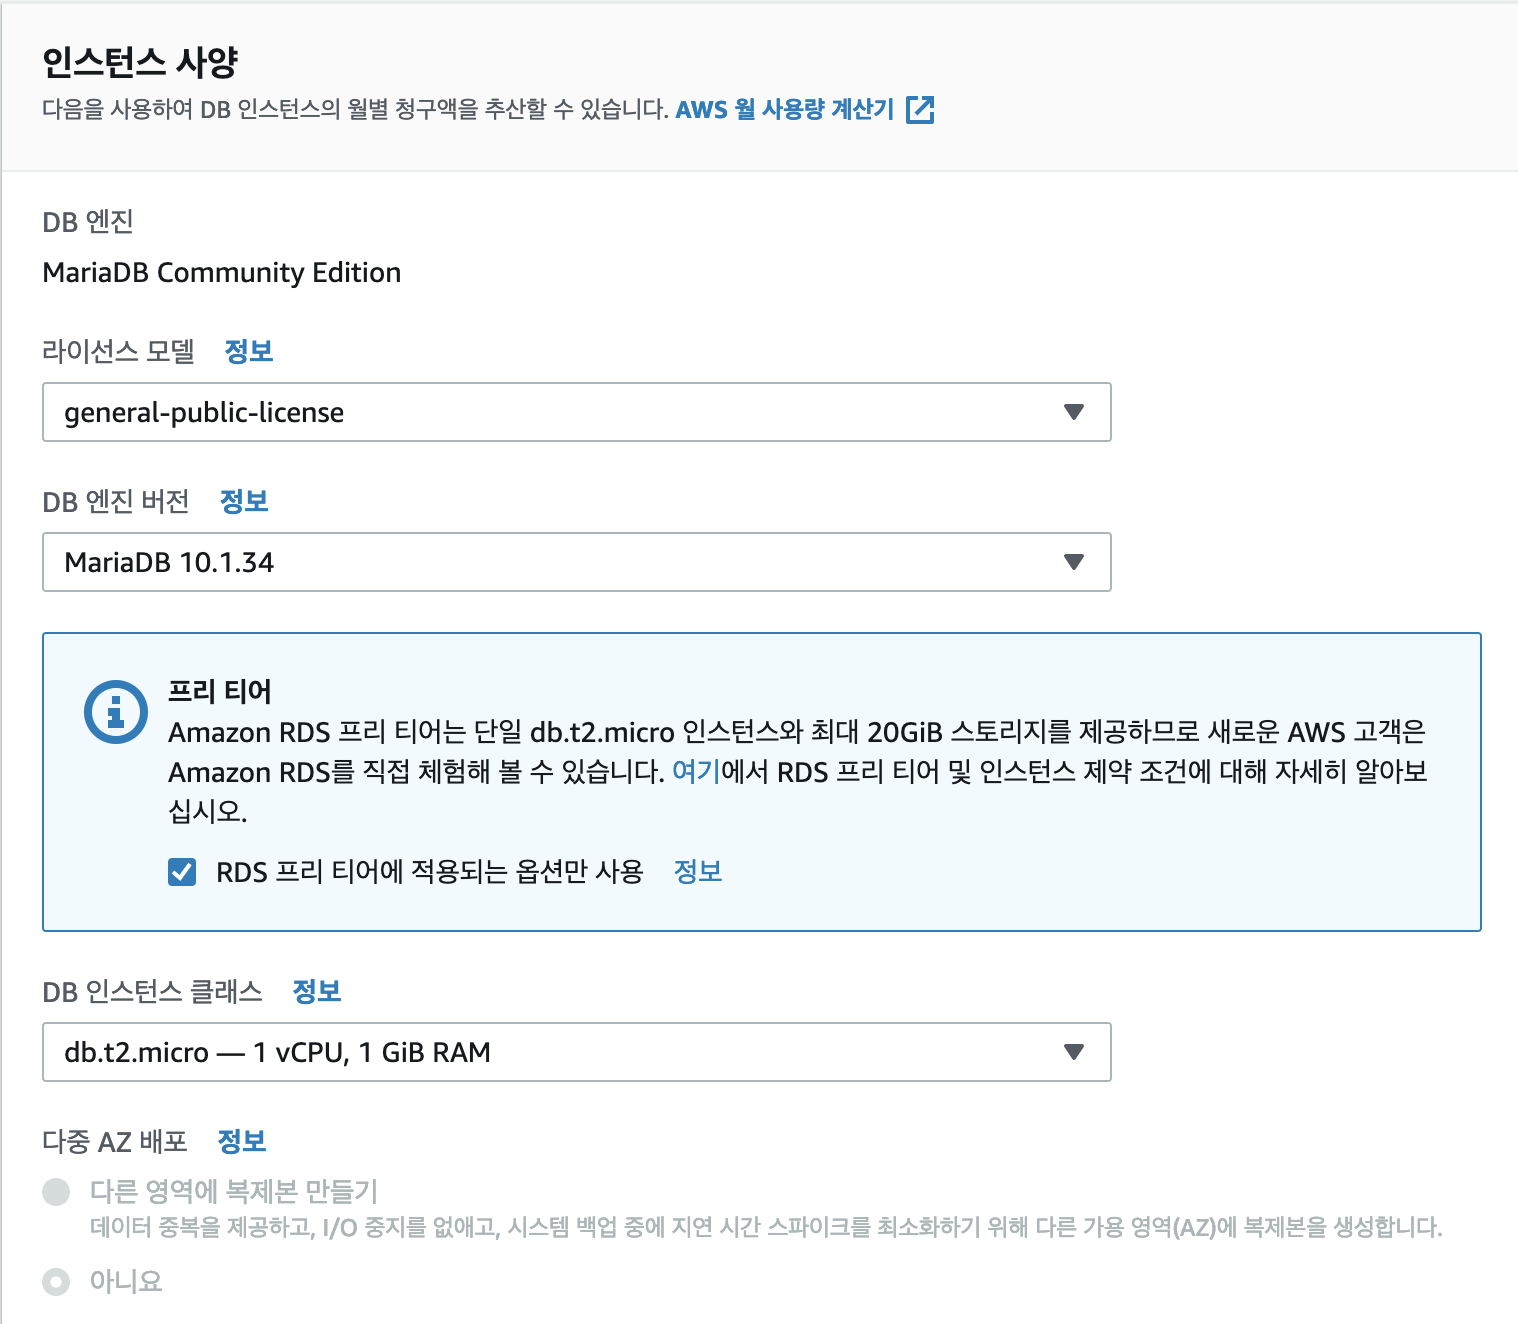 인스턴스 사양
다음을 사용하여 DB 인스턴스의 월별 청구액을 추산할 수 있습니다. AWS 월 사용량 계산기
DB 엔진
MariaDB Community Edition
라이선스 모델 정보
general-public-license
DB 엔진 버전 정보
MariaDB 10.1.34
프리 티어
Amazon RDS 프리 티어는 단일 db.t2.micro 인스턴스와 최대 20GiB 스토리지를 제공하므로 새로운 AWS 고객은
Amazon RDS를 직접 체험해 볼 수 있습니다. 여기에서 RDS 프리 티어 및 인스턴스 제약 조건에 대해 자세히 알아보
십시오.
RDS 프리 티어에 적용되는 옵션만 사용 정보
DB 인스턴스 클래스 정보
db.t2.micro — 1 vCPU, 1 GiB RAM
다중 AZ 배포 정보
다른 영역에 복제본 만들기
데이터 중복을 제공하고, I/O 중지를 없애고, 시스템 백업 중에 지연 시간 스파이크를 최소화하기 위해 다른 가용 영역(AZ)에 복제본을 생성합니다.
아니요